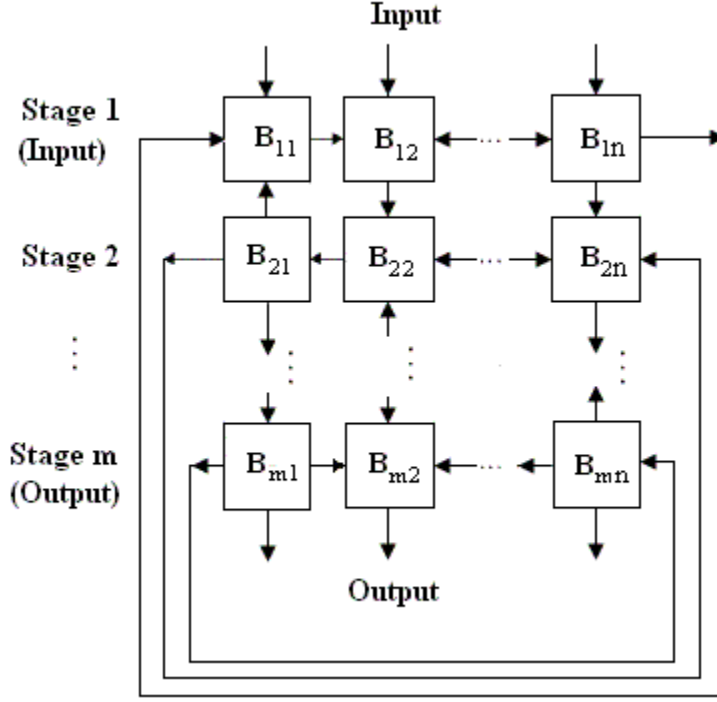 Input
Stage 1
(Input)
B11 B12 ... B1n
Stage 2
B21 B22 ... B2n
⋮ ⋮ ⋮ ⋮
Stage m
(Output)
Bm1 Bm2 ... Bmn
Output